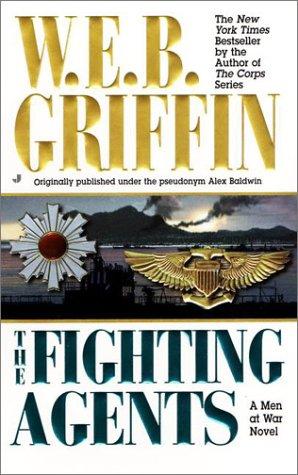 W.E.B.
GRIFFIN
The New
York Times
Bestseller
by the
Author of
The Corps
Series
J
Originally published under the pseudonym Alex Baldwin
THE
FIGHTING
AGENTS
A Men
at War
Novel